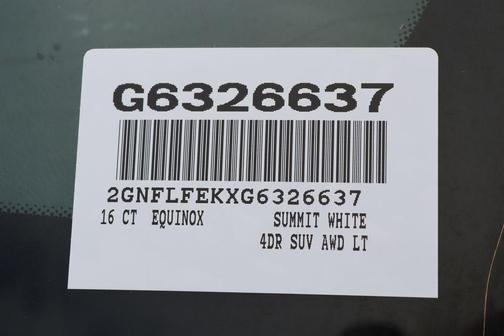 G6326637
2GNFLFEKXG6326637
16 CT EQUINOX SUMMIT WHITE
4DR SUV AWD LT